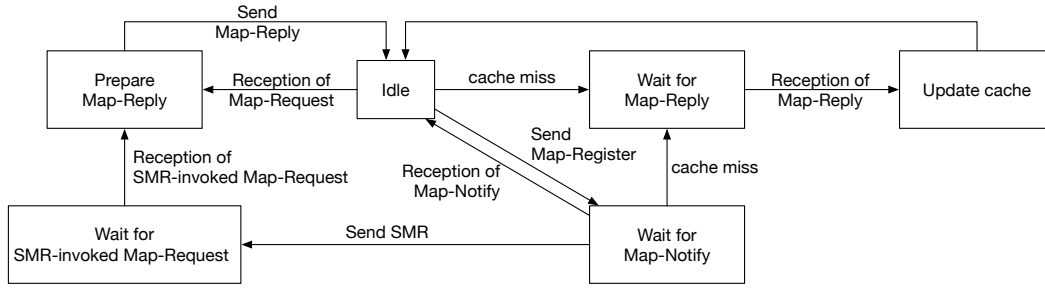 Send
Map-Reply
Prepare
Map-Reply
Reception of
Map-Request
Idle
cache miss
Wait for
Map-Reply
Reception of
Map-Reply
Update cache
Send
Map-Register
Reception of
SMR-invoked Map-Request
Reception of
Map-Notify
cache miss
Wait for
SMR-invoked Map-Request
Send SMR
Wait for
Map-Notify